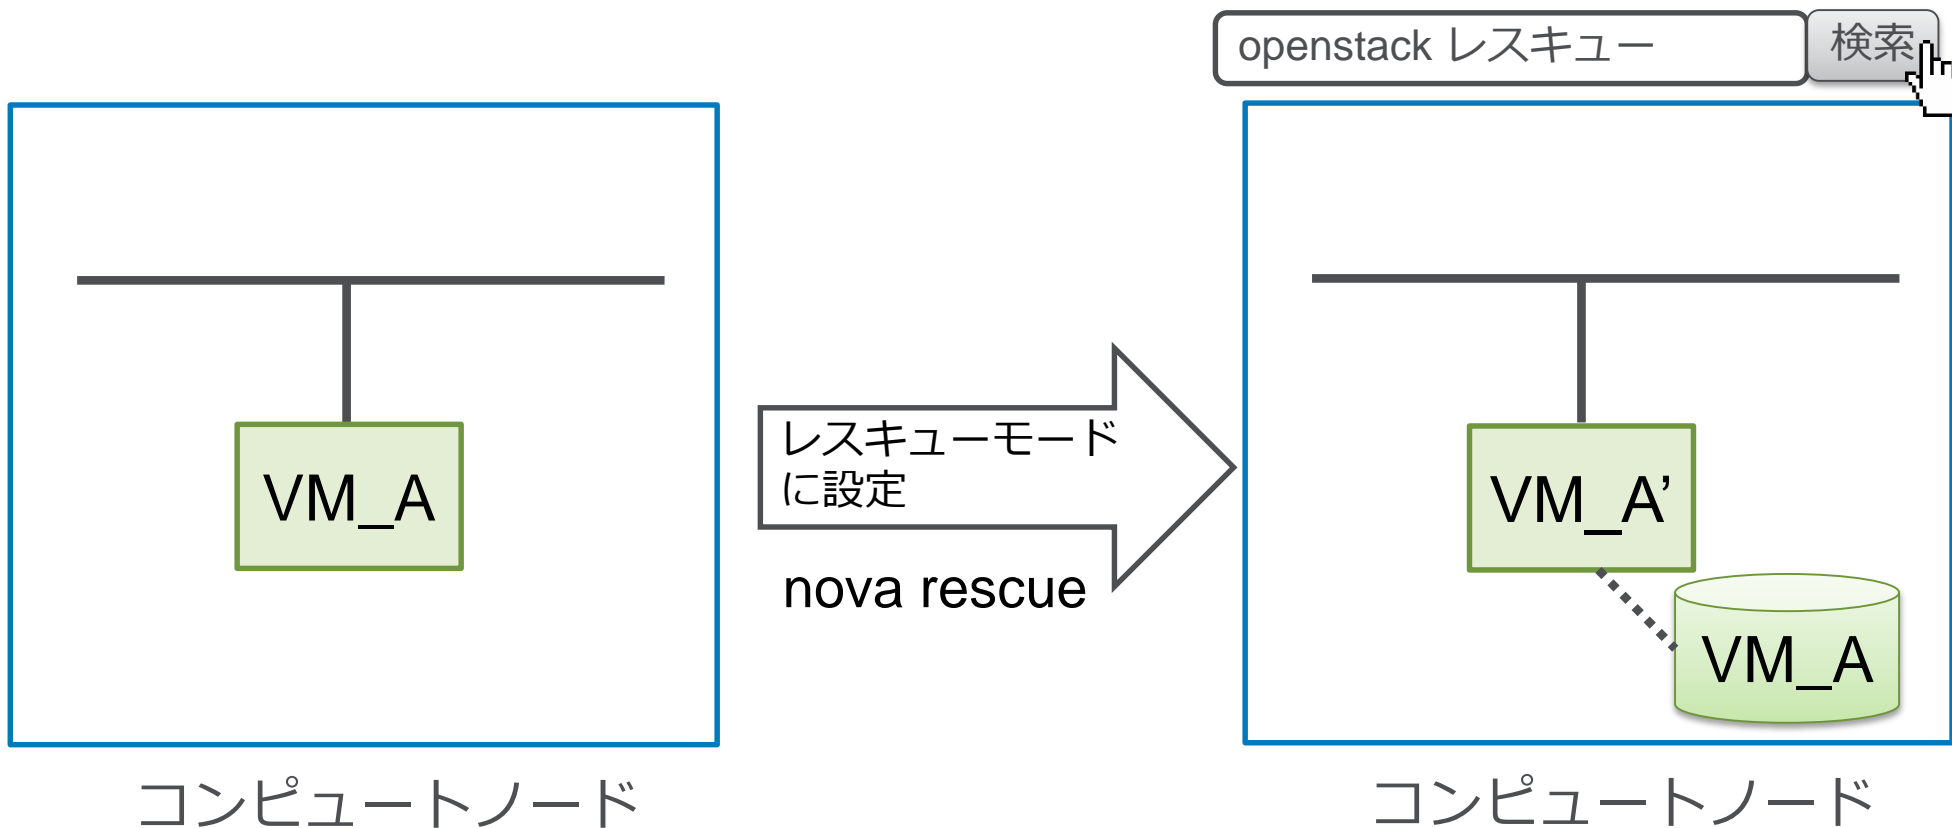 openstack レスキュー
検索
VM_A
レスキューモード
に設定
nova rescue
VM_A’
VM_A
コンピュートノード
コンピュートノード